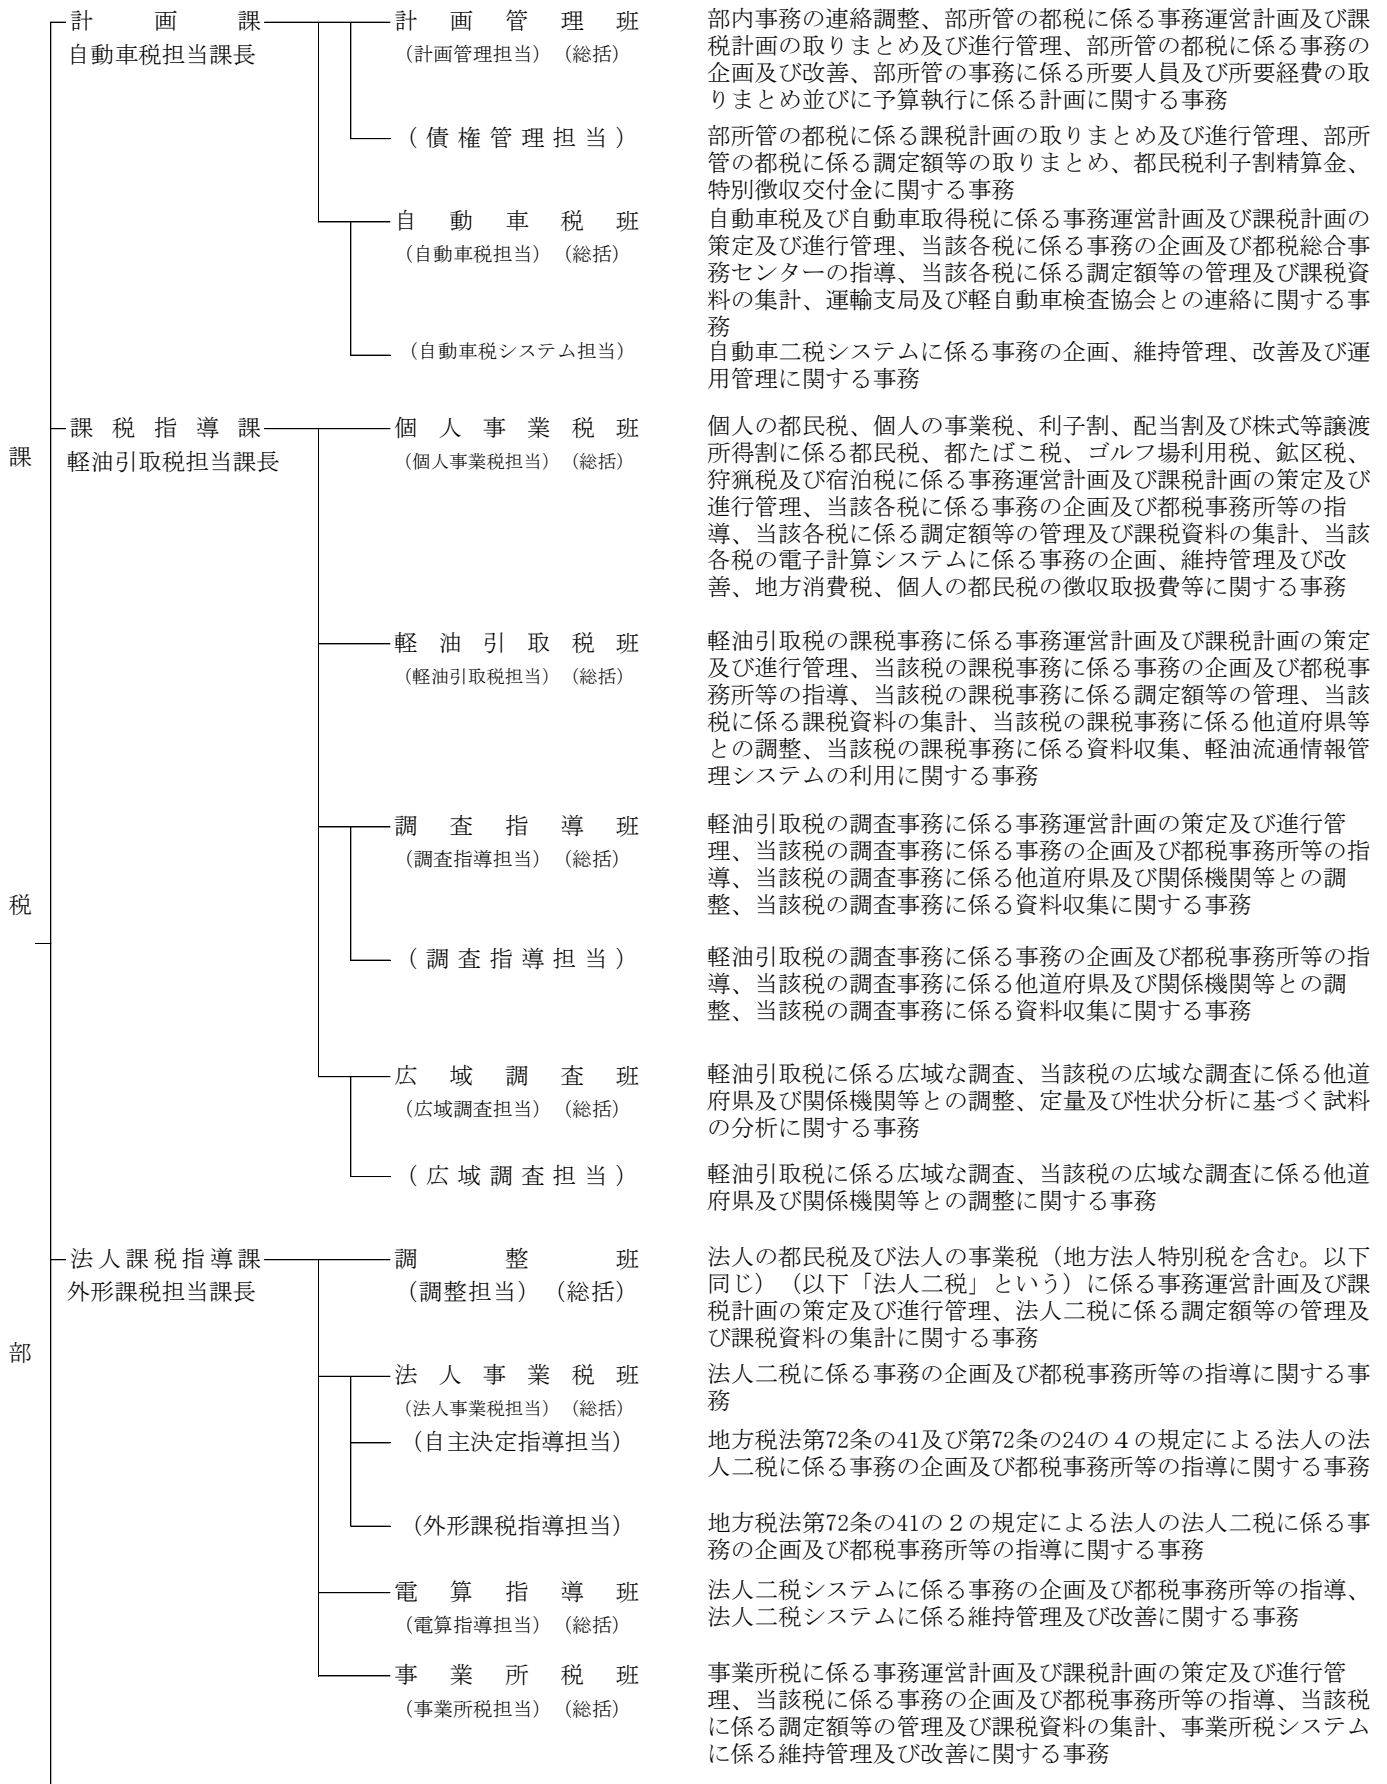 課税部
計画課
自動車税担当課長
計画管理班
(計画管理担当)(総括)
部内事務の連絡調整、部所管の都税に係る事務運営計画及び課
税計画の取りまとめ及び進行管理、部所管の都税に係る事務の
企画及び改善、部所管の事務に係る所要人員及び所要経費の取
りまとめ並びに予算執行に係る計画に関する事務
(債権管理担当)
部所管の都税に係る課税計画の取りまとめ及び進行管理、部所
管の都税に係る調定額等の取りまとめ、都民税利子割精算金、
特別徴収交付金に関する事務
自動車税班
(自動車税担当)(総括)
自動車税及び自動車取得税に係る事務運営計画及び課税計画の
策定及び進行管理、当該各税に係る事務の企画及び都税総合事
務センターの指導、当該各税に係る調定額等の管理及び課税資
料の集計、運輸支局及び軽自動車検査協会との連絡に関する事
務
(自動車税システム担当)
自動車二税システムに係る事務の企画、維持管理、改善及び運
用管理に関する事務
課税指導課
軽油引取税担当課長
個人事業税班
(個人事業税担当)(総括)
個人の都民税、個人の事業税、利子割、配当割及び株式等譲渡
所得割に係る都民税、都たばこ税、ゴルフ場利用税、鉱区税、
狩猟税及び宿泊税に係る事務運営計画及び課税計画の策定及び
進行管理、当該各税に係る事務の企画及び都税事務所等の指
導、当該各税に係る調定額等の管理及び課税資料の集計、当該
各税の電子計算システムに係る事務の企画、維持管理及び改
善、地方消費税、個人の都民税の徴収取扱費等に関する事務
軽油引取税班
(軽油引取税担当)(総括)
軽油引取税の課税事務に係る事務運営計画及び課税計画の策定
及び進行管理、当該税の課税事務に係る事務の企画及び都税事
務所等の指導、当該税の課税事務に係る調定額等の管理、当該
税に係る課税資料の集計、当該税の課税事務に係る他道府県等
との調整、当該税の課税事務に係る資料収集、軽油流通情報管
理システムの利用に関する事務
調査指導班
(調査指導担当)(総括)
軽油引取税の調査事務に係る事務運営計画の策定及び進行管
理、当該税の調査事務に係る事務の企画及び都税事務所等の指
導、当該税の調査事務に係る他道府県及び関係機関等との調
整、当該税の調査事務に係る資料収集に関する事務
(調査指導担当)
軽油引取税の調査事務に係る事務の企画及び都税事務所等の指
導、当該税の調査事務に係る他道府県及び関係機関等との調
整、当該税の調査事務に係る資料収集に関する事務
広域調査班
(広域調査担当)(総括)
軽油引取税に係る広域な調査、当該税の広域な調査に係る他道
府県及び関係機関等との調整、定量及び性状分析に基づく試料
の分析に関する事務
(広域調査担当)
軽油引取税に係る広域な調査、当該税の広域な調査に係る他道
府県及び関係機関等との調整に関する事務
法人課税指導課
外形課税担当課長
調整班
(調整担当)(総括)
法人の都民税及び法人の事業税(地方法人特別税を含む。以下
同じ)(以下「法人二税」という)に係る事務運営計画及び課
税計画の策定及び進行管理、法人二税に係る調定額等の管理及
び課税資料の集計に関する事務
法人事業税班
(法人事業税担当)(総括)
法人二税に係る事務の企画及び都税事務所等の指導に関する事
務
(自主決定指導担当)
地方税法第72条の41及び第72条の24の4の規定による法人の法
人二税に係る事務の企画及び都税事務所等の指導に関する事務
(外形課税指導担当)
地方税法第72条の41の2の規定による法人の法人二税に係る事
務の企画及び都税事務所等の指導に関する事務
電算指導班
(電算指導担当)(総括)
法人二税システムに係る事務の企画及び都税事務所等の指導、
法人二税システムに係る維持管理及び改善に関する事務
事業所税班
(事業所税担当)(総括)
事業所税に係る事務運営計画及び課税計画の策定及び進行管
理、当該税に係る事務の企画及び都税事務所等の指導、当該税
に係る調定額等の管理及び課税資料の集計、事業所税システム
に係る維持管理及び改善に関する事務